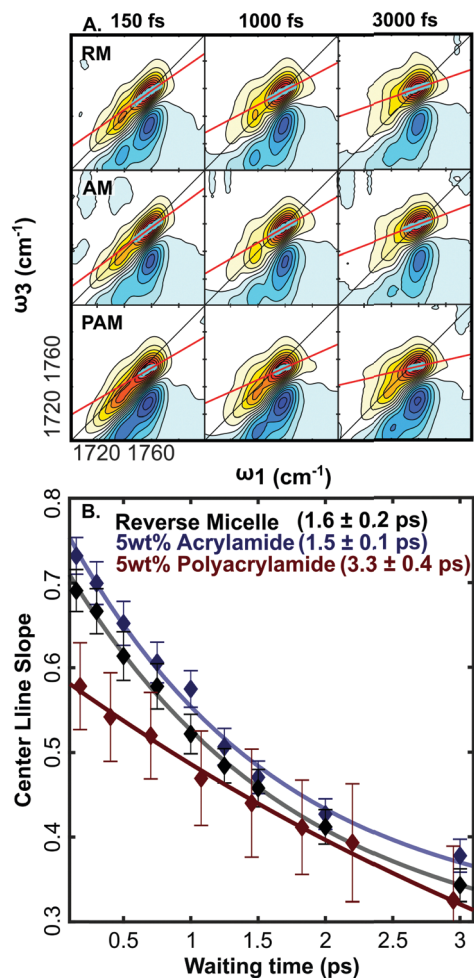 A.
150 fs 1000 fs 3000 fs
RM
AM
PAM
ω3 (cm-1)
1760
1720
1760
1720
1720 1760
ω1 (cm-1)
B.
Reverse Micelle (1.6 ± 0.2 ps)
5wt% Acrylamide (1.5 ± 0.1 ps)
5wt% Polyacrylamide (3.3 ± 0.4 ps)
Center Lline Slope
0.8
0.7
0.6
0.5
0.4
0.3
0.5 1 1.5 2 2.5 3
Waiting time (ps)